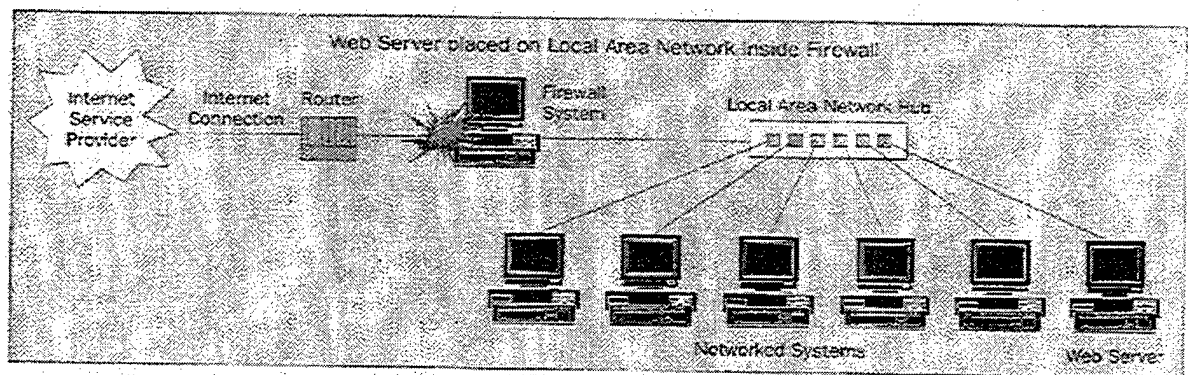 Web Server placed on Local Area Network Inside Firewall
Internet
Service
Provider
Internet
Connection
Router
Firewall
System
Local Area Network Hub
Networked Systems
Web Server